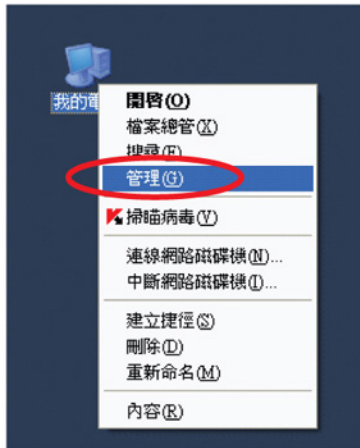 我的電
開啓(O)
檔案總管(X)
搜尋(E)
管理(G)
掃瞄病毒(V)
連線網路磁碟機(N)...
中斷網路磁碟機(I)...
建立捷徑(S)
刪除(D)
重新命名(M)
內容(R)